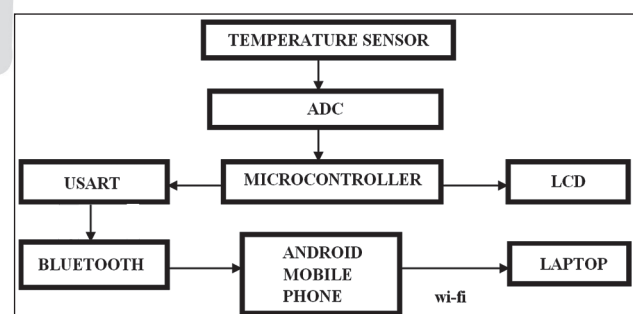 TEMPERATURE SENSOR
ADC
USART
MICROCONTROLLER
LCD
BLUETOOTH
ANDROID
MOBILE
PHONE
wi-fi
LAPTOP